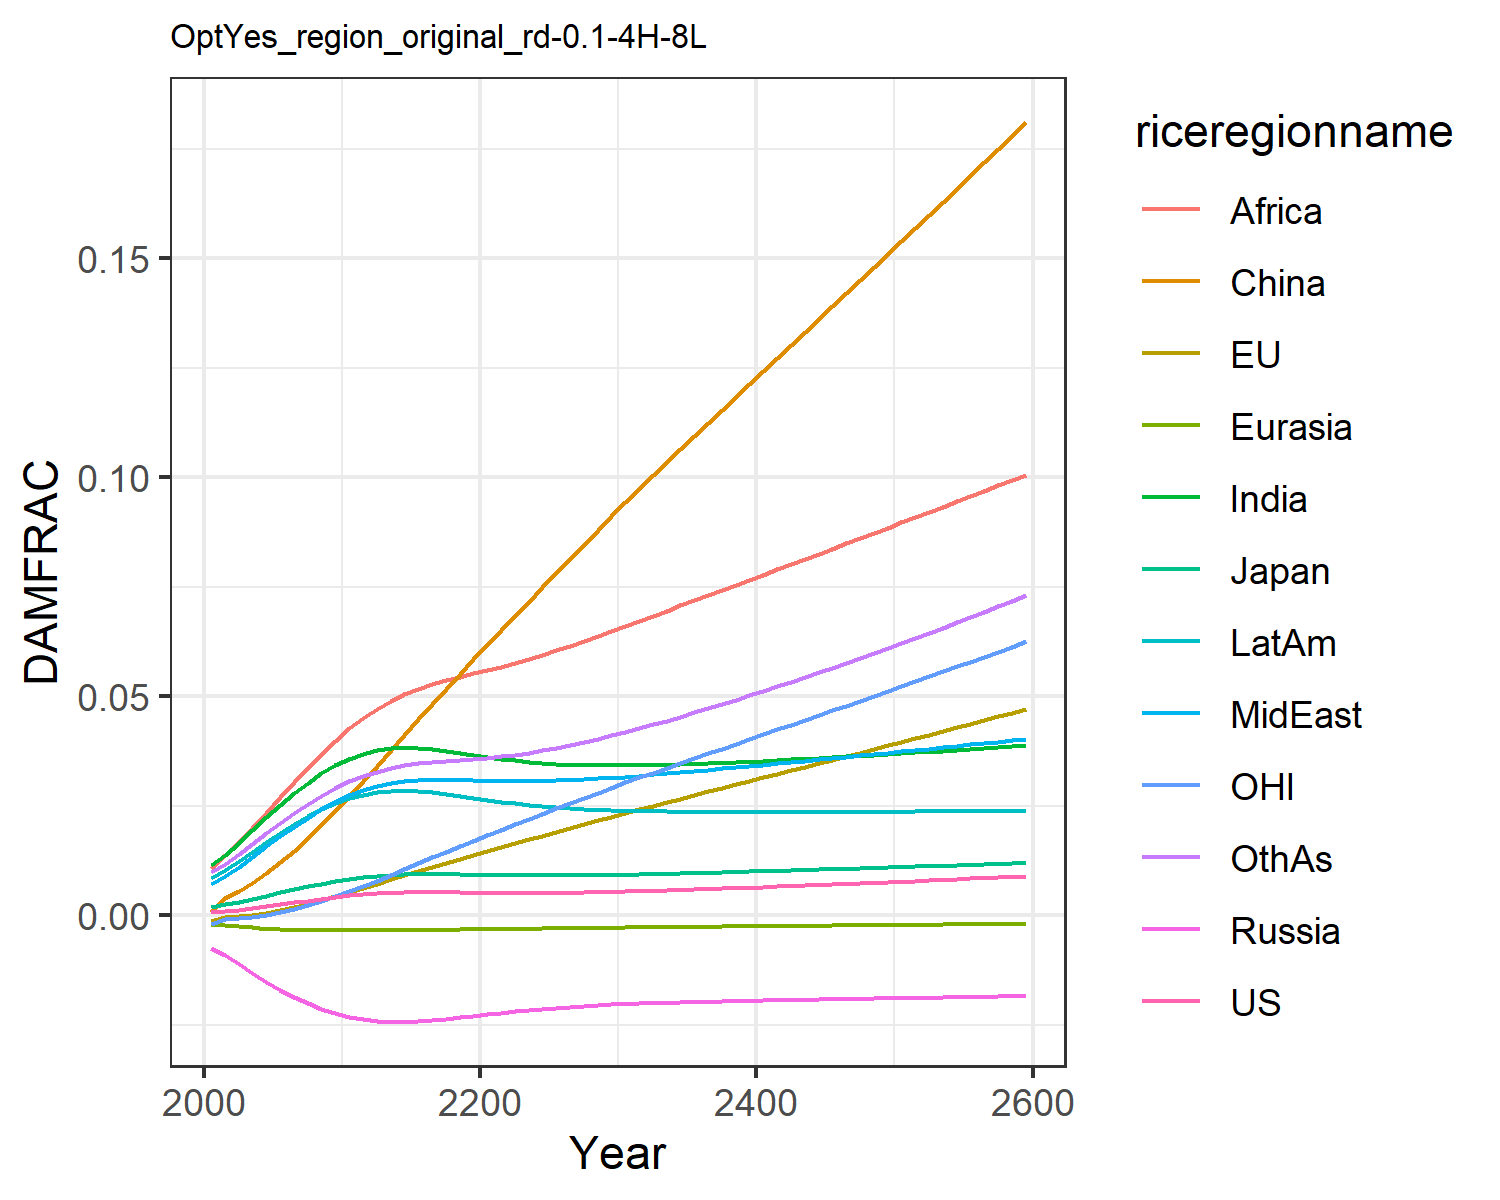 OptYes_region_original_rd-0.1-4H-8L
DAMFRAC
0.15
0.10
0.05
0.00
2000 2200 2400 2600
Year
riceregionname
Africa
China
EU
Eurasia
India
Japan
LatAm
MidEast
OHI
OthAs
Russia
US